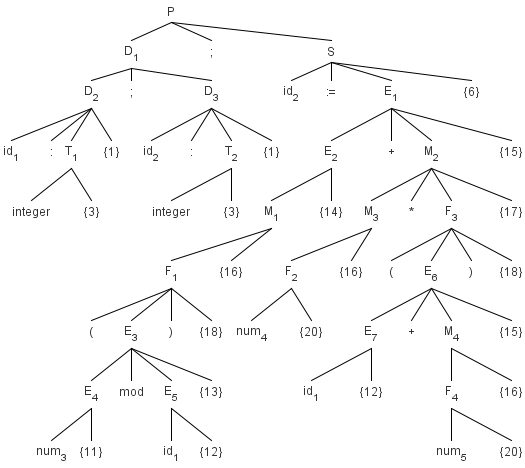 P
D1 ; S
D2 ; D3 id2 := E1 {6}
id1 : T1 {1} id2 : T2 {1} E2 + M2 {15}
integer {3} integer {3} M1 {14} M3 * F3 {17}
F1 {16} F2 {16} ( E6 ) {18}
( E3 ) {18} num4 {20} E7 + M4 {15}
E4 mod E5 {13} id1 {12} F4 {16}
num3 {11} id1 {12} num5 {20}